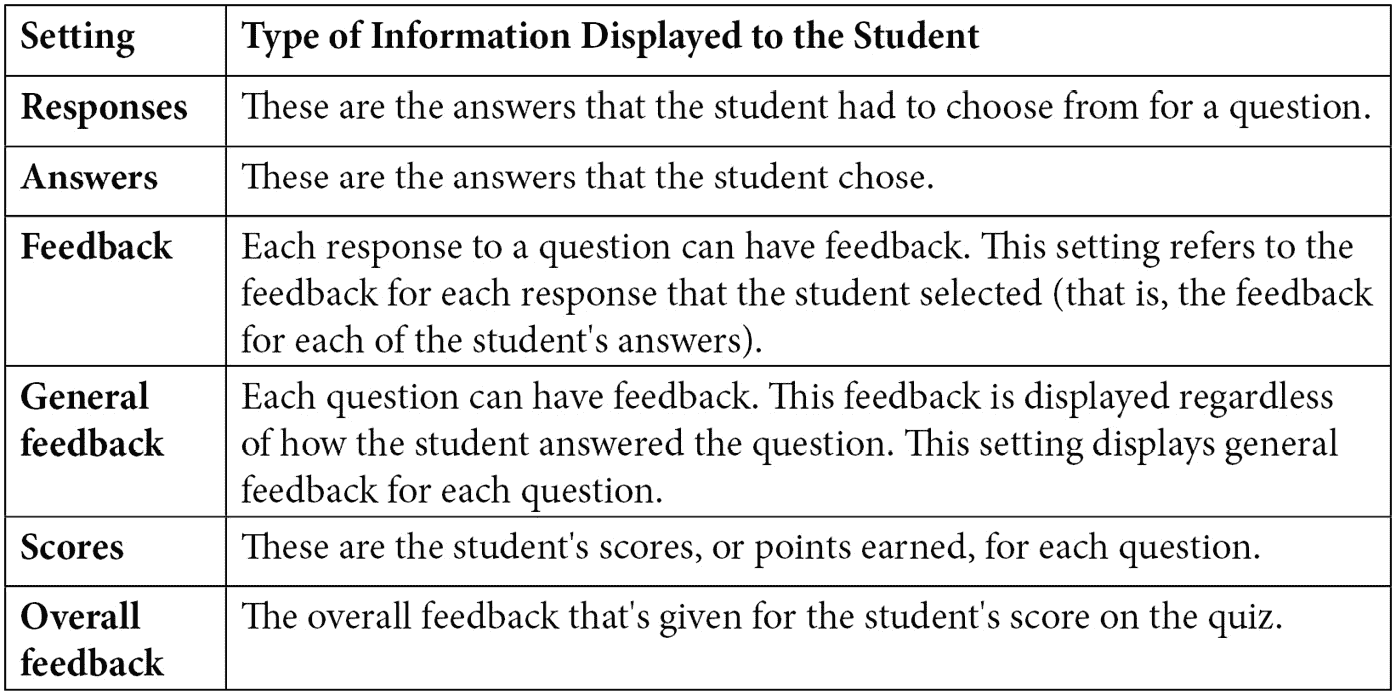 Setting Type of Information Displayed to the Student
Responses These are the answers that the student had to choose from for a question.
Answers These are the answers that the student chose.
Feedback Each response to a question can have feedback. This setting refers to the
feedback for each response that the student selected (that is, the feedback
for each of the student's answers).
General Each question can have feedback. This feedback is displayed regardless
feedback of how the student answered the question. This setting displays general
feedback for each question.
Scores These are the student's scores, or points earned, for each question.
Overall The overall feedback that's given for the student's score on the quiz.
feedback